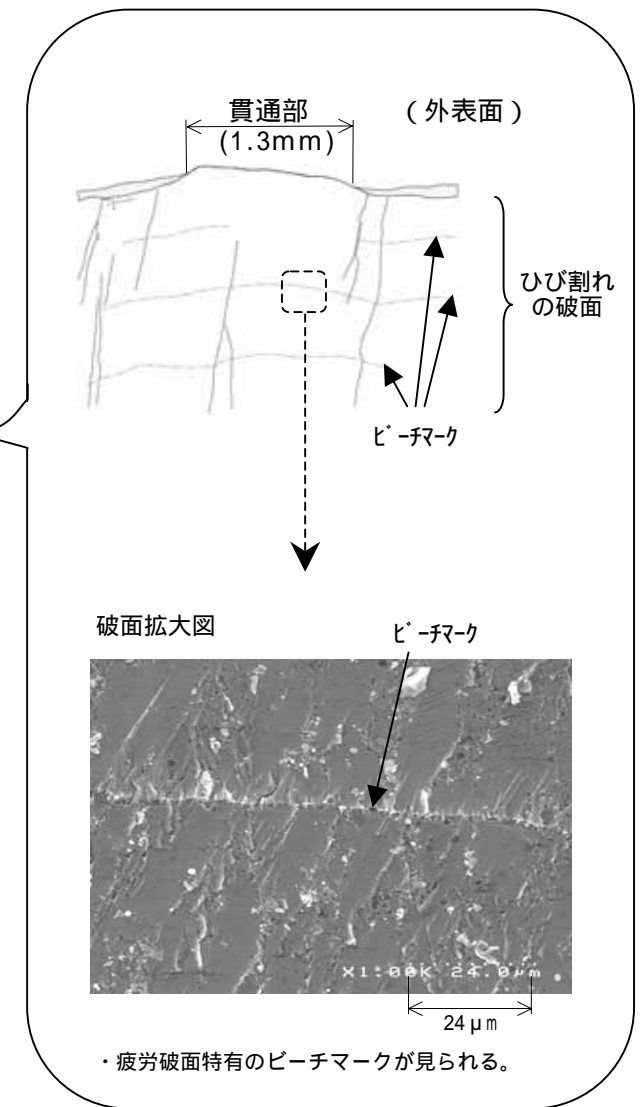 貫通部
(1.3mm)
(外表面)
ひび割れ
の破面
ﾋﾞｰﾁﾏｰｸ
破面拡大図
ﾋﾞｰﾁﾏｰｸ
X1.00K 24.0μm
24μm
・疲労破面特有のビーチマークが見られる。